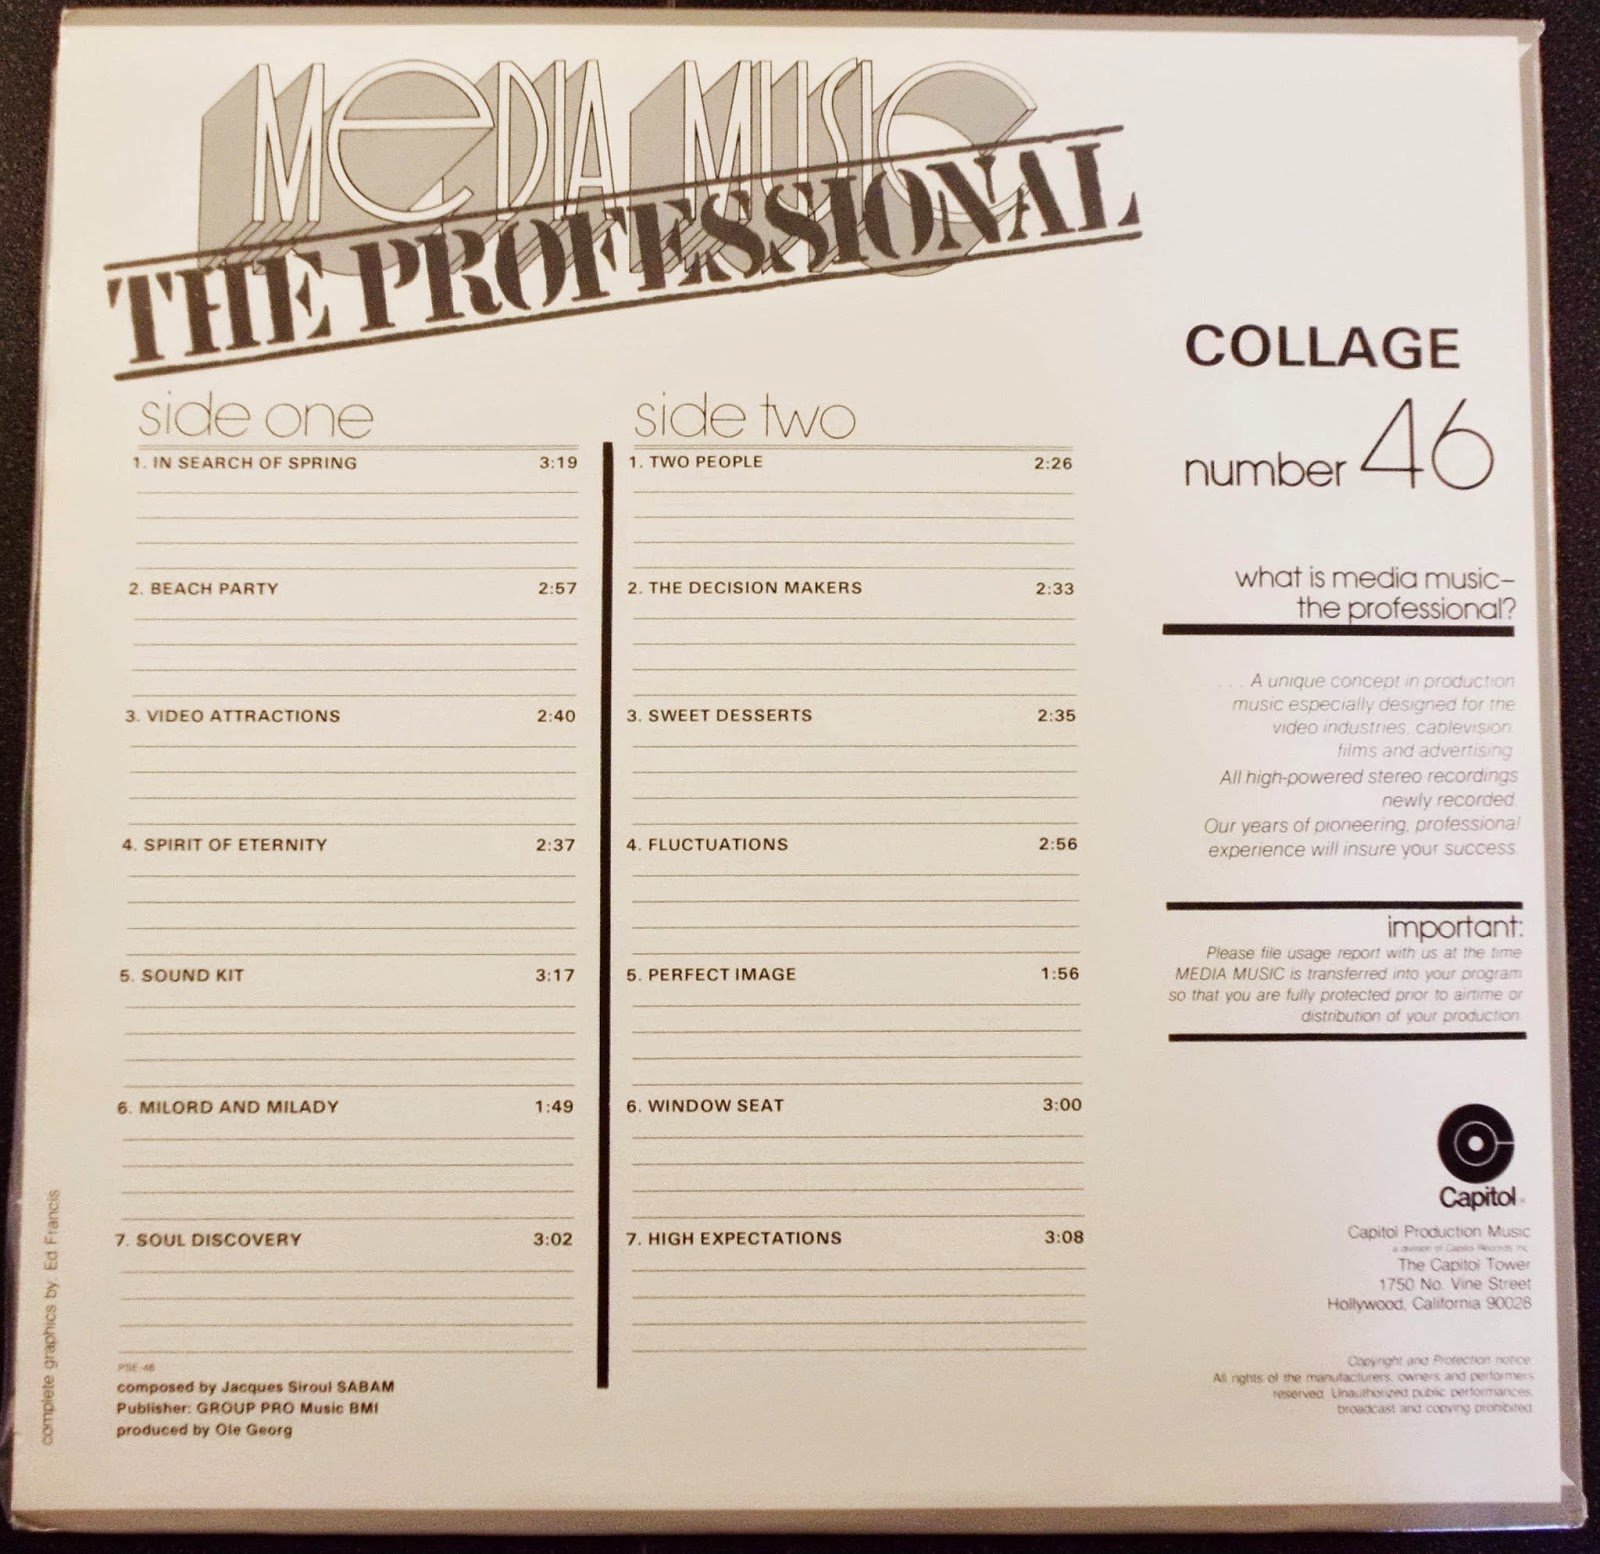 MEDIA MUSIC
THE PROFESSIONAL
side one
1. IN SEARCH OF SPRING 3:19
2. BEACH PARTY 2:57
3. VIDEO ATTRACTIONS 2:40
4. SPIRIT OF ETERNITY 2:37
5. SOUND KIT 3:17
6. MILORD AND MILADY 1:49
7. SOUL DISCOVERY 3:02
PSE-46
composed by Jacques Siroul SABAM
Publisher: GROUP PRO Music BMI
produced by Ole Georg
complete graphics by Ed Francis
side two
1. TWO PEOPLE 2:26
2. THE DECISION MAKERS 2:33
3. SWEET DESSERTS 2:35
4. FLUCTUATIONS 2:56
5. PERFECT IMAGE 1:56
6. WINDOW SEAT 3:00
7. HIGH EXPECTATIONS 3:08
COLLAGE
number 46
what is media music–
the professional?
. . . A unique concept in production
music especially designed for the
video industries, cablevision,
films and advertising.
All high-powered stereo recordings
newly recorded.
Our years of pioneering, professional
experience will insure your success.
important:
Please file usage report with us at the time
MEDIA MUSIC is transferred into your program
so that you are fully protected prior to airtime or
distribution of your production.
Capitol
Capitol Production Music
a division of Capitol Records Inc.
The Capitol Tower
1750 No. Vine Street
Hollywood, California 90028
Copyright and Protection notice:
All rights of the manufacturers, owners and performers
reserved. Unauthorized public performances,
broadcast and copying prohibited.